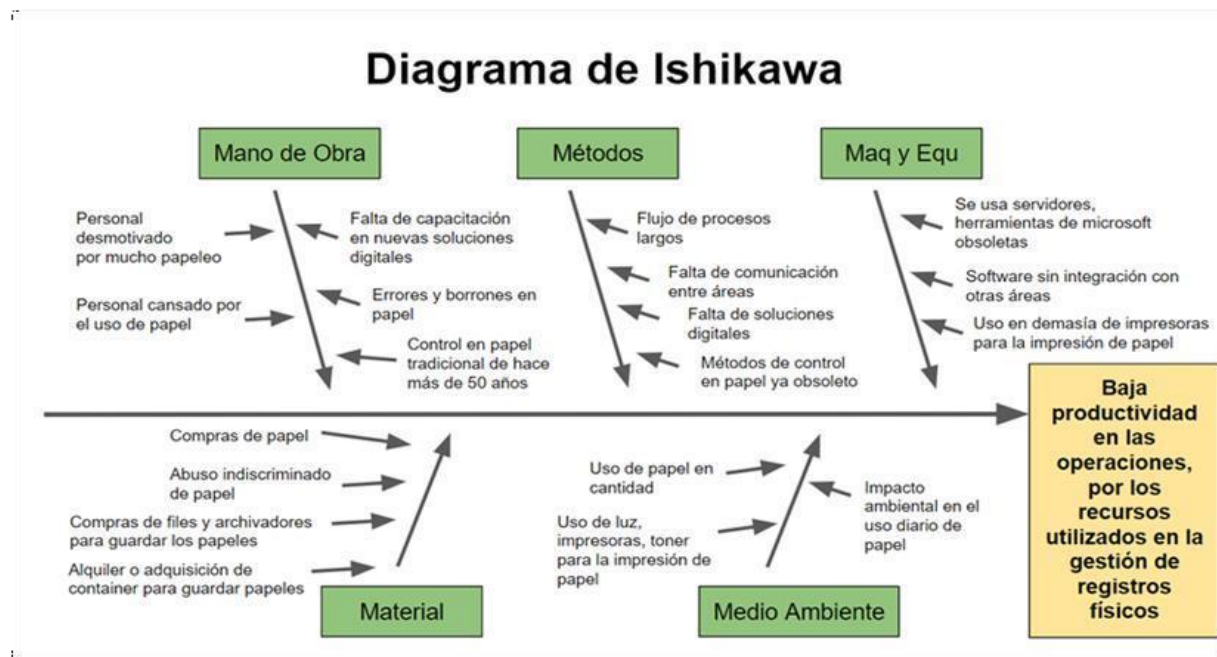 Diagrama de Ishikawa
Mano de Obra
Métodos
Maq y Equ
Personal
desmotivado
por mucho papeleo
Falta de capacitación
en nuevas soluciones
digitales
Personal cansado por
el uso de papel
Errores y borrones en
papel
Control en papel
tradicional de hace
más de 50 años
Flujo de procesos
largos
Falta de comunicación
entre áreas
Falta de soluciones
digitales
Métodos de control
en papel ya obsoleto
Se usa servidores,
herramientas de microsoft
obsoletas
Software sin integración con
otras áreas
Uso en demasía de impresoras
para la impresión de papel
Baja
productividad
en las
operaciones,
por los
recursos
utilizados en la
gestión de
registros
físicos
Compras de papel
Abuso indiscriminado
de papel
Compras de files y archivadores
para guardar los papeles
Alquiler o adquisición de
container para guardar papeles
Material
Uso de papel en
cantidad
Uso de luz,
impresoras, toner
para la impresión de
papel
Impacto
ambiental en el
uso diario de
papel
Medio Ambiente